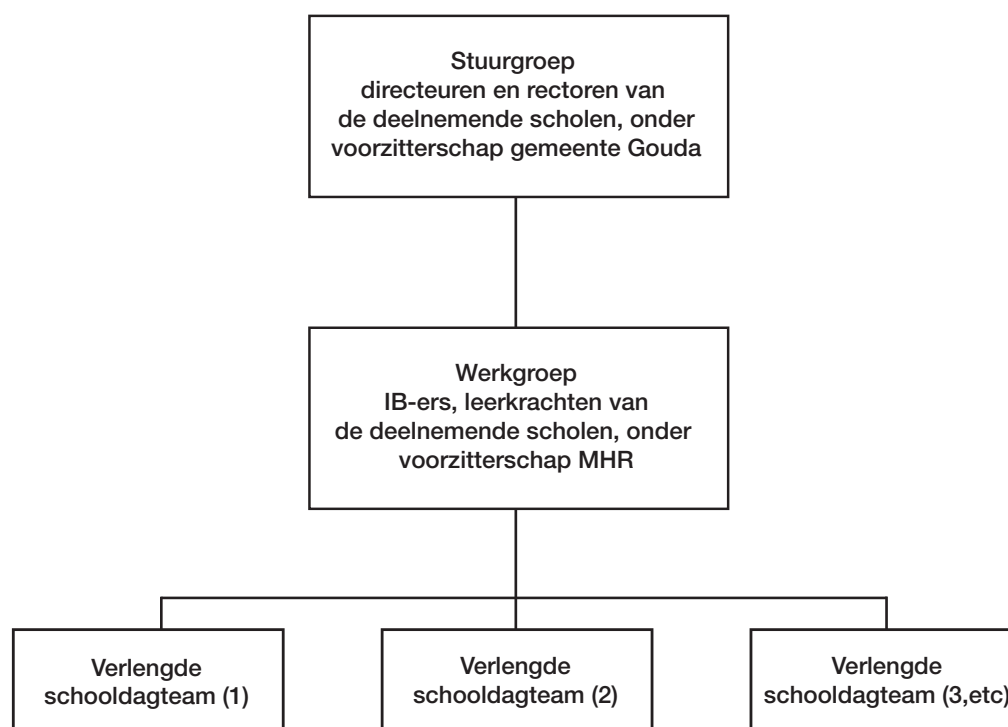 Stuurgroep
directeuren en rectoren van
de deelnemende scholen, onder
voorzitterschap gemeente Gouda
Werkgroep
IB-ers, leerkrachten van
de deelnemende scholen, onder
voorzitterschap MHR
Verlengde
schooldagteam (1)
Verlengde
schooldagteam (2)
Verlengde
schooldagteam (3,etc)